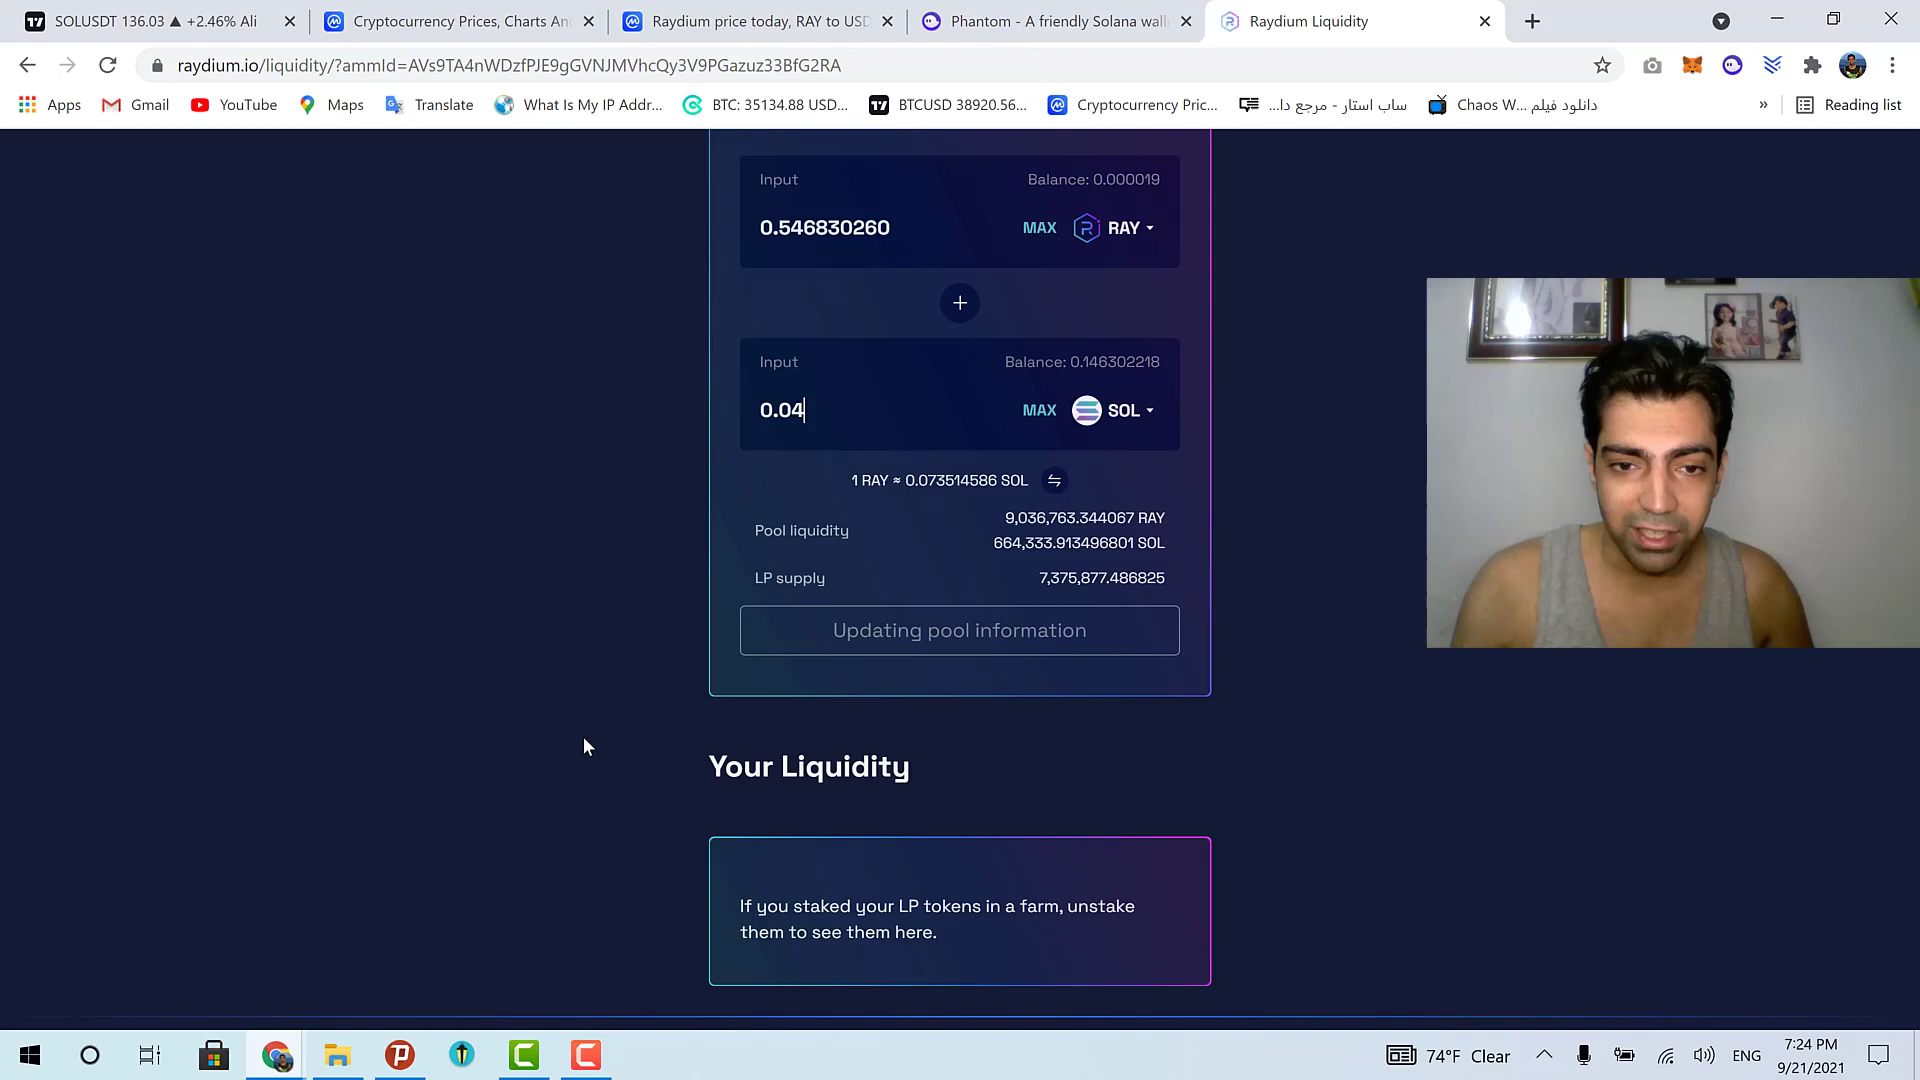 SOLUSDT 136.03 ▲ +2.46% Ali
Cryptocurrency Prices, Charts An
Raydium price today, RAY to USD
Phantom - A friendly Solana wall
Raydium Liquidity
raydium.io/liquidity/?ammId=AVs9TA4nWDzfPJE9gGVNJMVhcQy3V9PGazuz33BfG2RA
Apps
Gmail
YouTube
Maps
Translate
What Is My IP Addr...
BTC: 35134.88 USD...
BTCUSD 38920.56...
Cryptocurrency Pric...
ساب استار - مرجع دا...
دانلود فیلم Chaos W...
»
Reading list
Input
Balance: 0.000019
0.546830260
MAX
RAY
+
Input
Balance: 0.146302218
0.04
MAX
SOL
1 RAY ≈ 0.073514586 SOL
Pool liquidity
9,036,763.344067 RAY
664,333.913496801 SOL
LP supply
7,375,877.486825
Updating pool information
Your Liquidity
If you staked your LP tokens in a farm, unstake
them to see them here.
74°F Clear
ENG
7:24 PM
9/21/2021